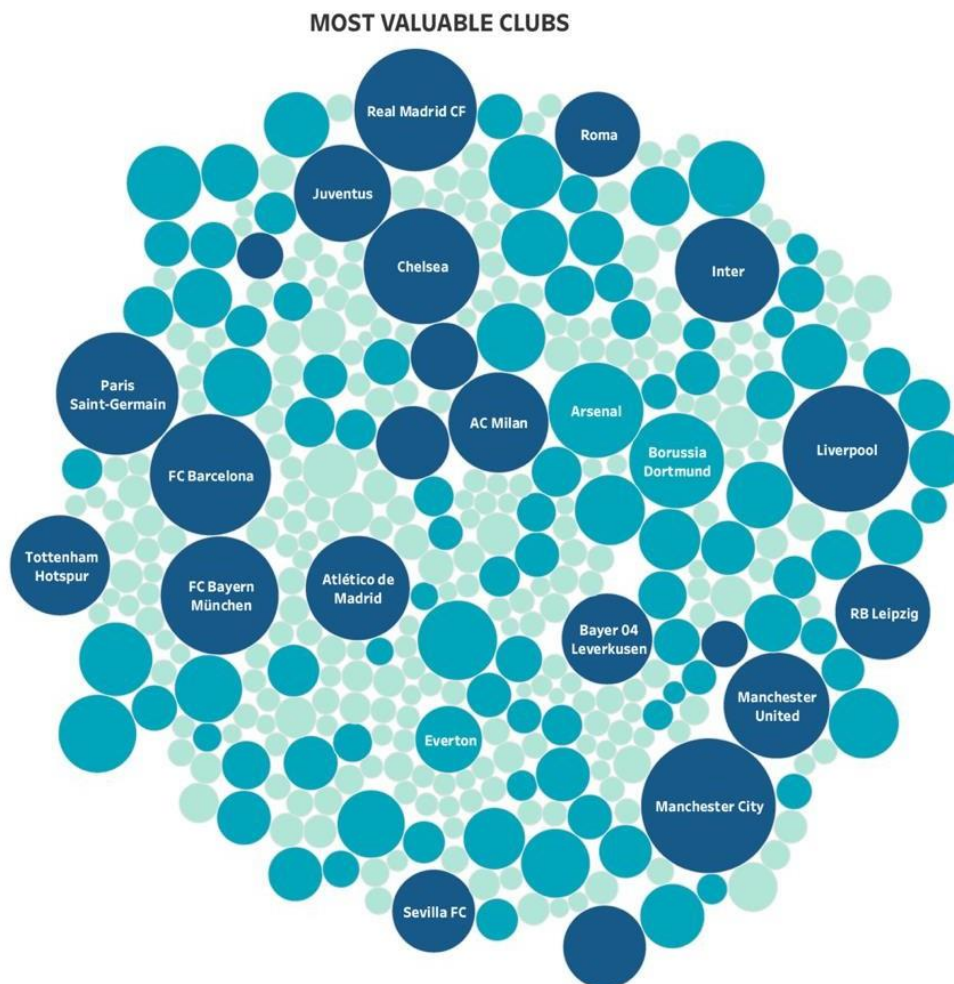 MOST VALUABLE CLUBS
Real Madrid CF
Roma
Juventus
Chelsea
Inter
Paris
Saint-Germain
AC Milan
Arsenal
Borussia
Dortmund
Liverpool
FC Barcelona
Tottenham
Hotspur
FC Bayern
München
Atlético de
Madrid
Bayer 04
Leverkusen
RB Leipzig
Manchester
United
Everton
Manchester City
Sevilla FC